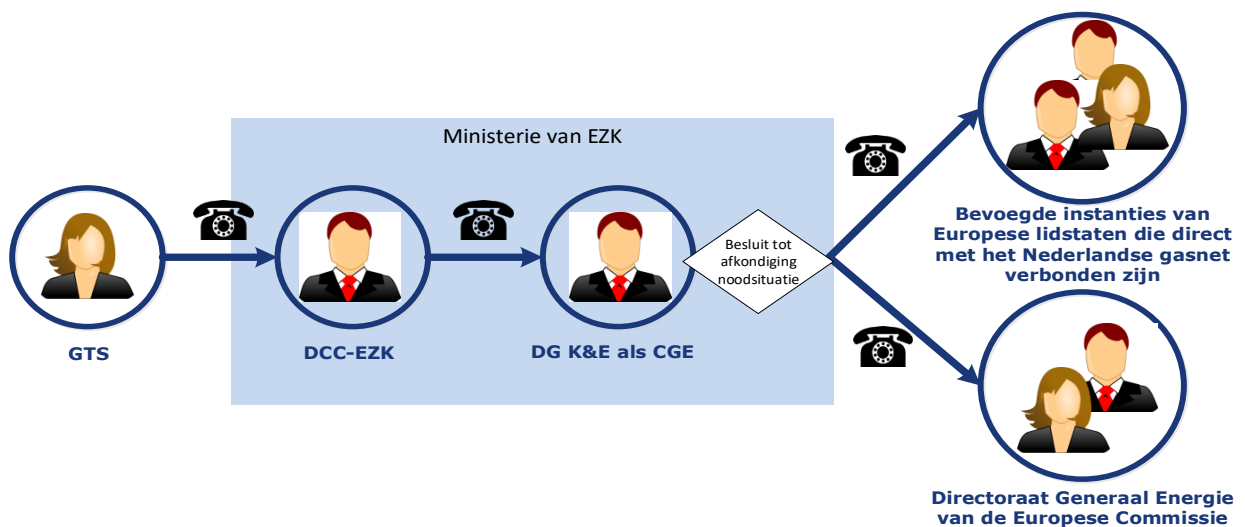 Ministerie van EZK
GTS
DCC-EZK
DG K&E als CGE
Besluit tot
afkondiging
noodsituatie
Bevoegde instanties van
Europese lidstaten die direct
met het Nederlandse gasnet
verbonden zijn
Directoraat Generaal Energie
van de Europese Commissie